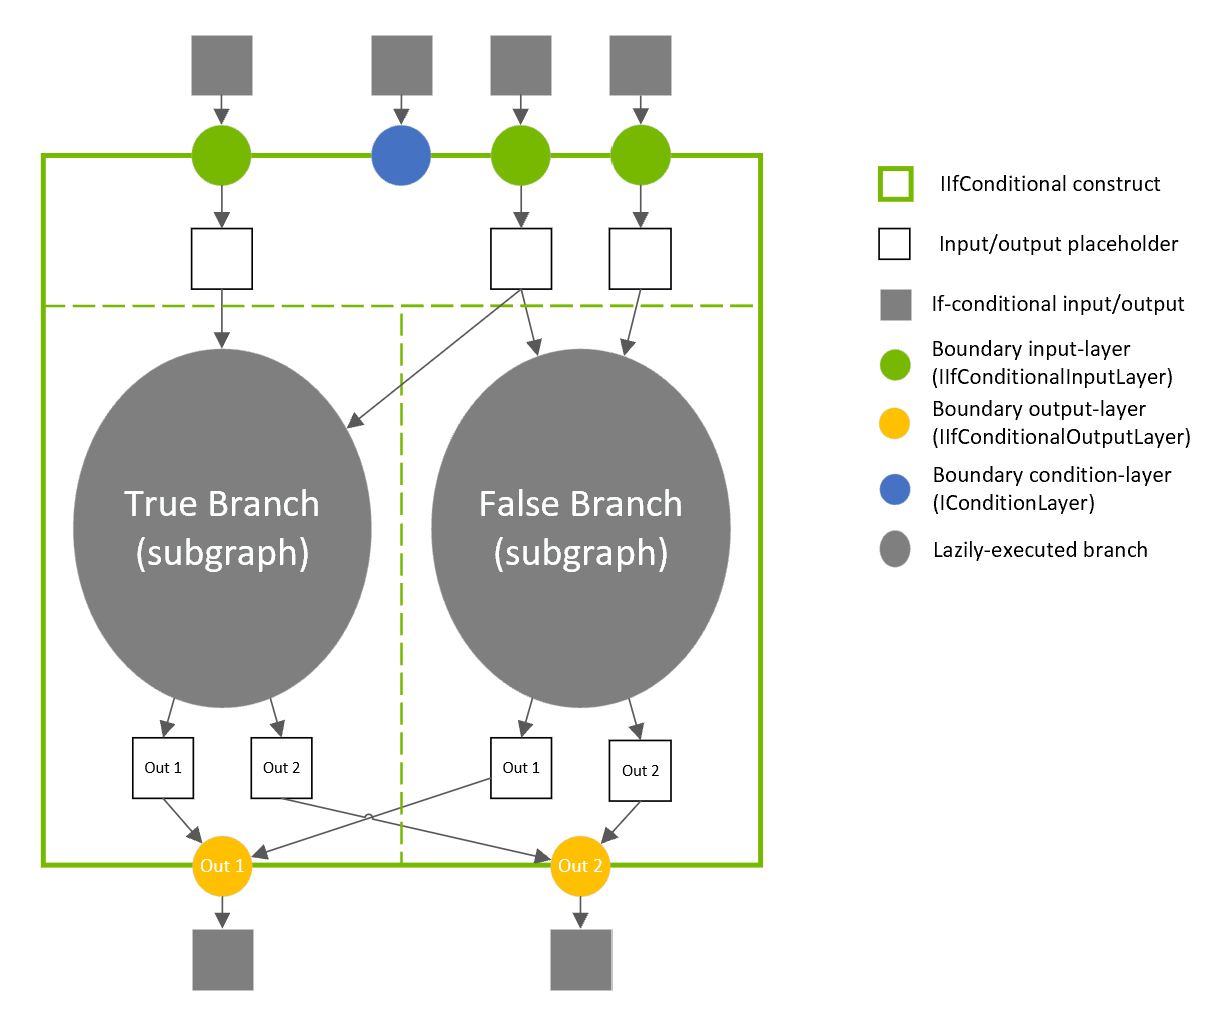 True Branch
(subgraph)
False Branch
(subgraph)
Out 1
Out 2
Out 1
Out 2
Out 1
Out 2
IIfConditional construct
Input/output placeholder
If-conditional input/output
Boundary input-layer
(IIfConditionalInputLayer)
Boundary output-layer
(IIfConditionalOutputLayer)
Boundary condition-layer
(IConditionLayer)
Lazily-executed branch